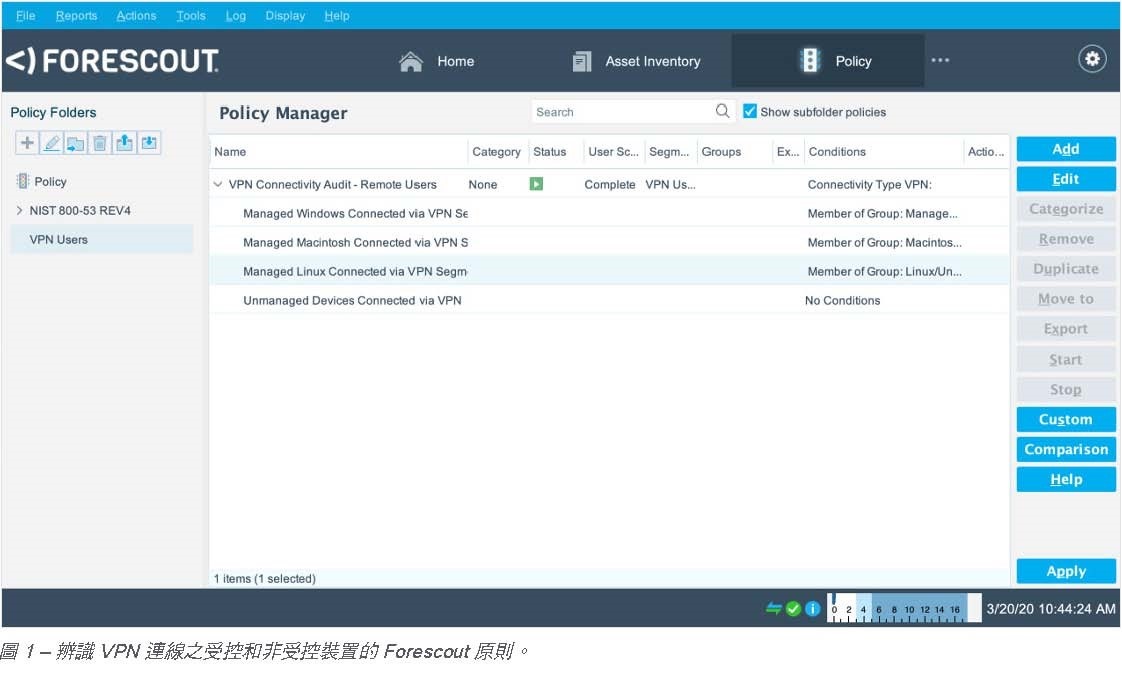 File Reports Actions Tools Log Display Help
<) FORESCOUT. Home Asset Inventory Policy
Policy Folders
Policy
NIST 800-53 REV4
VPN Users
Policy Manager Search Show subfolder policies
Name Category Status User Sc... Segm... Groups Ex... Conditions Actio...
VPN Connectivity Audit - Remote Users None Complete VPN Us... Connectivity Type VPN:
Managed Windows Connected via VPN Se Member of Group: Manage...
Managed Macintosh Connected via VPN S Member of Group: Macintos...
Managed Linux Connected via VPN Segm Member of Group: Linux/Un...
Unmanaged Devices Connected via VPN No Conditions
Add
Edit
Categorize
Remove
Duplicate
Move to
Export
Start
Stop
Custom
Comparison
Help
Apply
1 items (1 selected)
0 2 4 6 8 10 12 14 16 3/20/20 10:44:24 AM
圖 1 – 辨識 VPN 連線之受控和非受控裝置的 Forescout 原則。